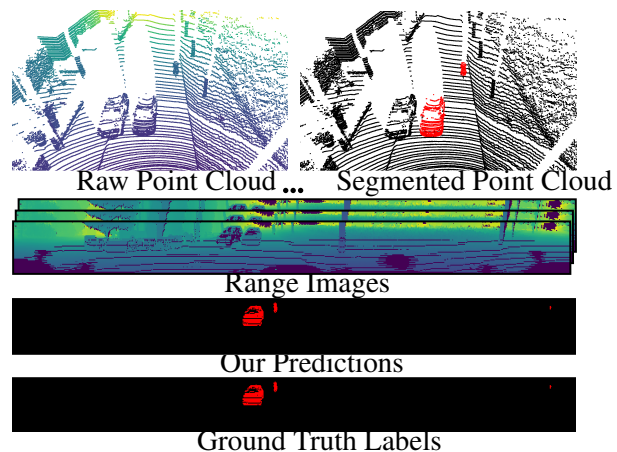 Raw Point Cloud ... Segmented Point Cloud
Range Images
Our Predictions
Ground Truth Labels